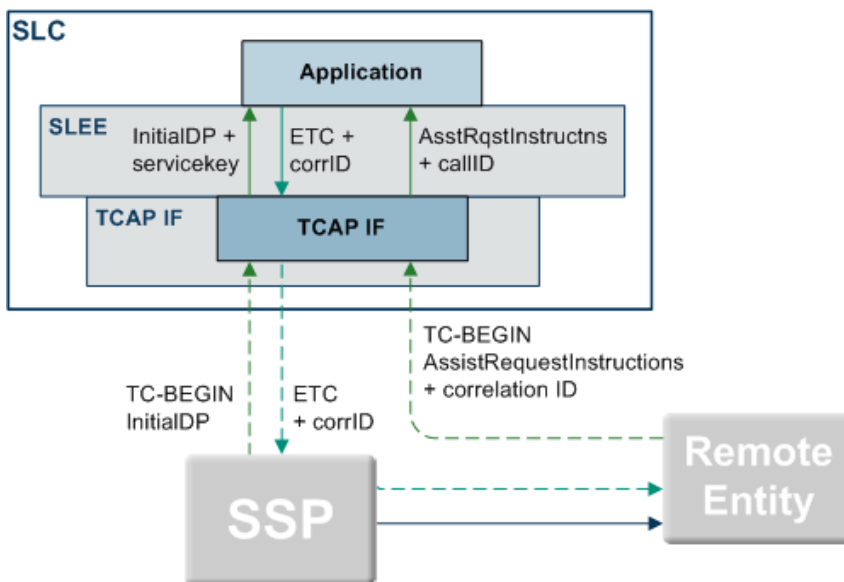 SLC
Application
SLEE
InitialDP +
servicekey
ETC +
corrID
AsstRqstInstructns
+ callID
TCAP IF
TCAP IF
TC-BEGIN
InitialDP
ETC
+ corrID
TC-BEGIN
AssistRequestInstructions
+ correlation ID
SSP
Remote
Entity